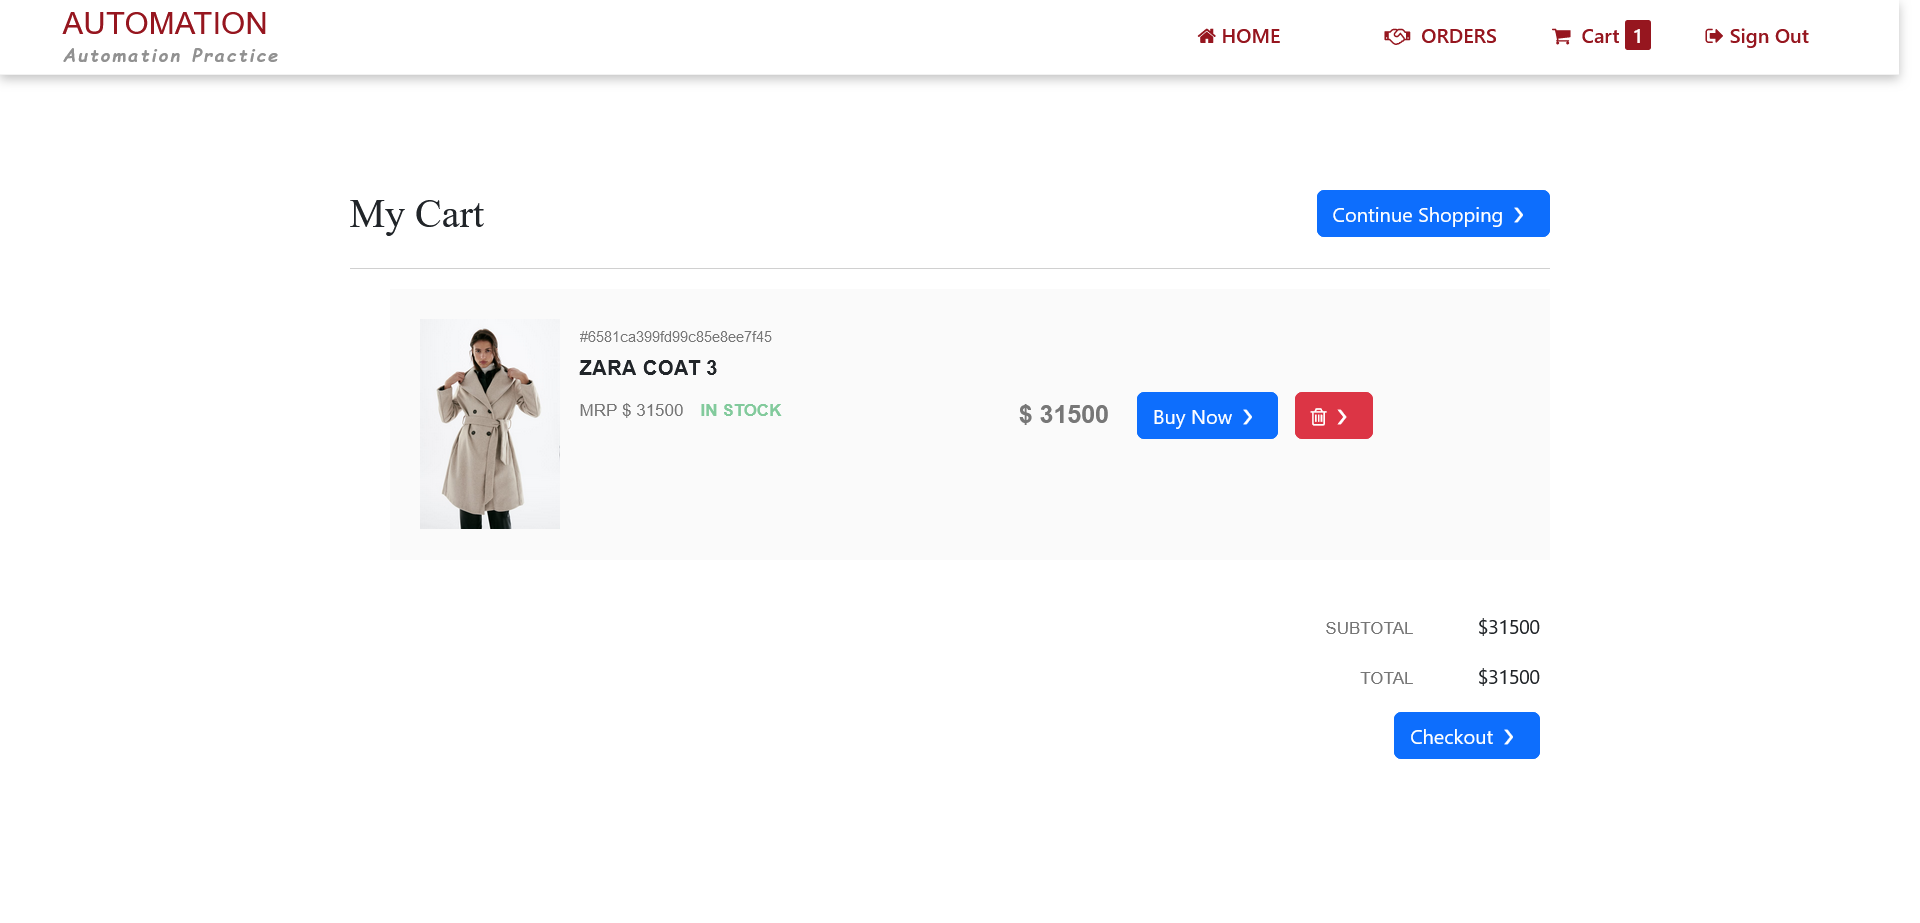 AUTOMATION
Automation Practice
HOME
ORDERS
Cart 1
Sign Out
My Cart
Continue Shopping ❯
#6581ca399fd99c85e8ee7f45
ZARA COAT 3
MRP $ 31500 IN STOCK
$ 31500
Buy Now ❯
❯
SUBTOTAL $31500
TOTAL $31500
Checkout ❯